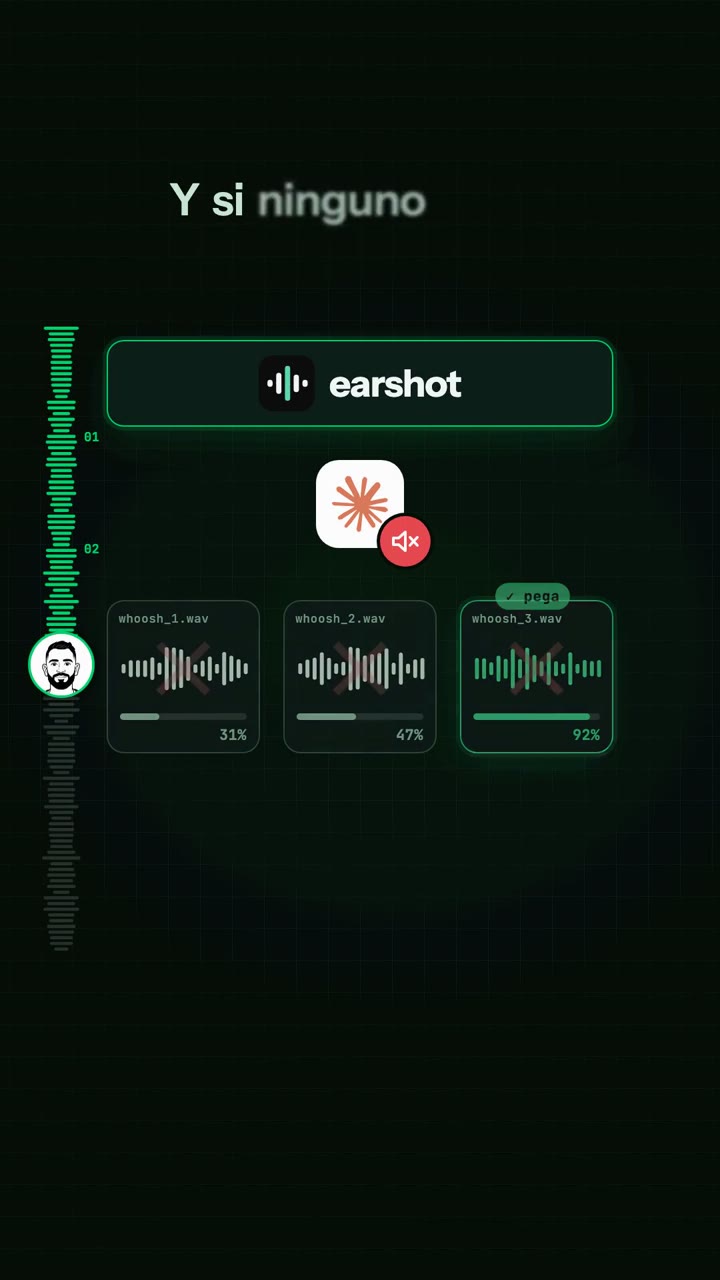 Y si ninguno
earshot
01
02
✓ pega
whoosh_1.wav
whoosh_2.wav
whoosh_3.wav
31%
47%
92%